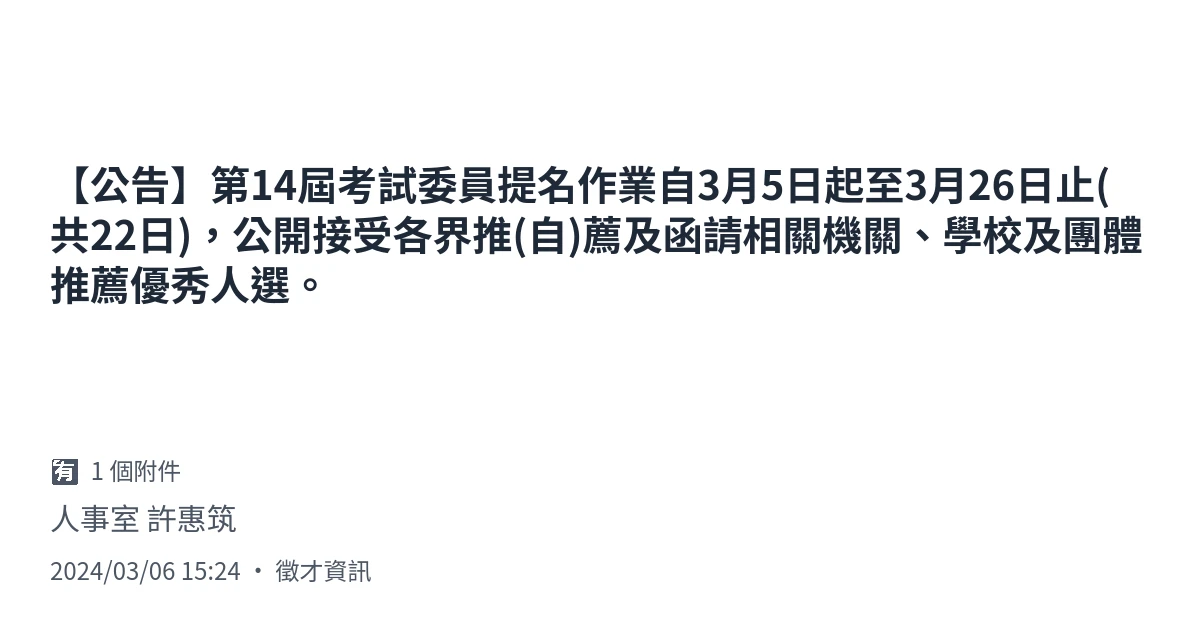 【公告】第14屆考試委員提名作業自3月5日起至3月26日止(
共22日)，公開接受各界推(自)薦及函請相關機關、學校及團體
推薦優秀人選。
有 1 個附件
人事室 許惠筑
2024/03/06 15:24 ・ 徵才資訊